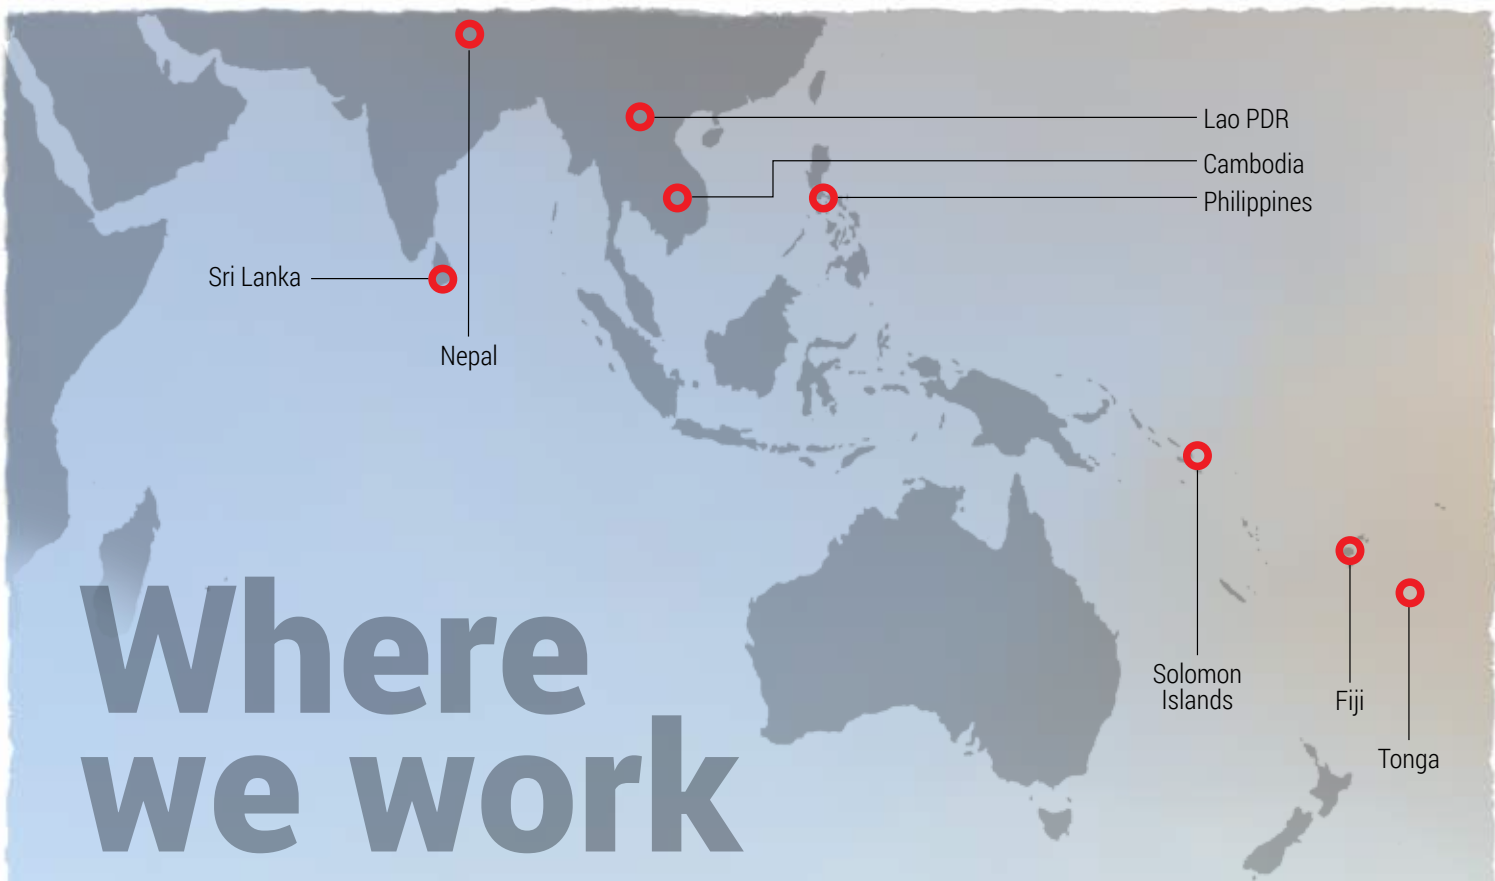 Lao PDR
Cambodia
Philippines
Sri Lanka
Nepal
Solomon
Islands
Fiji
Tonga
Where
we work